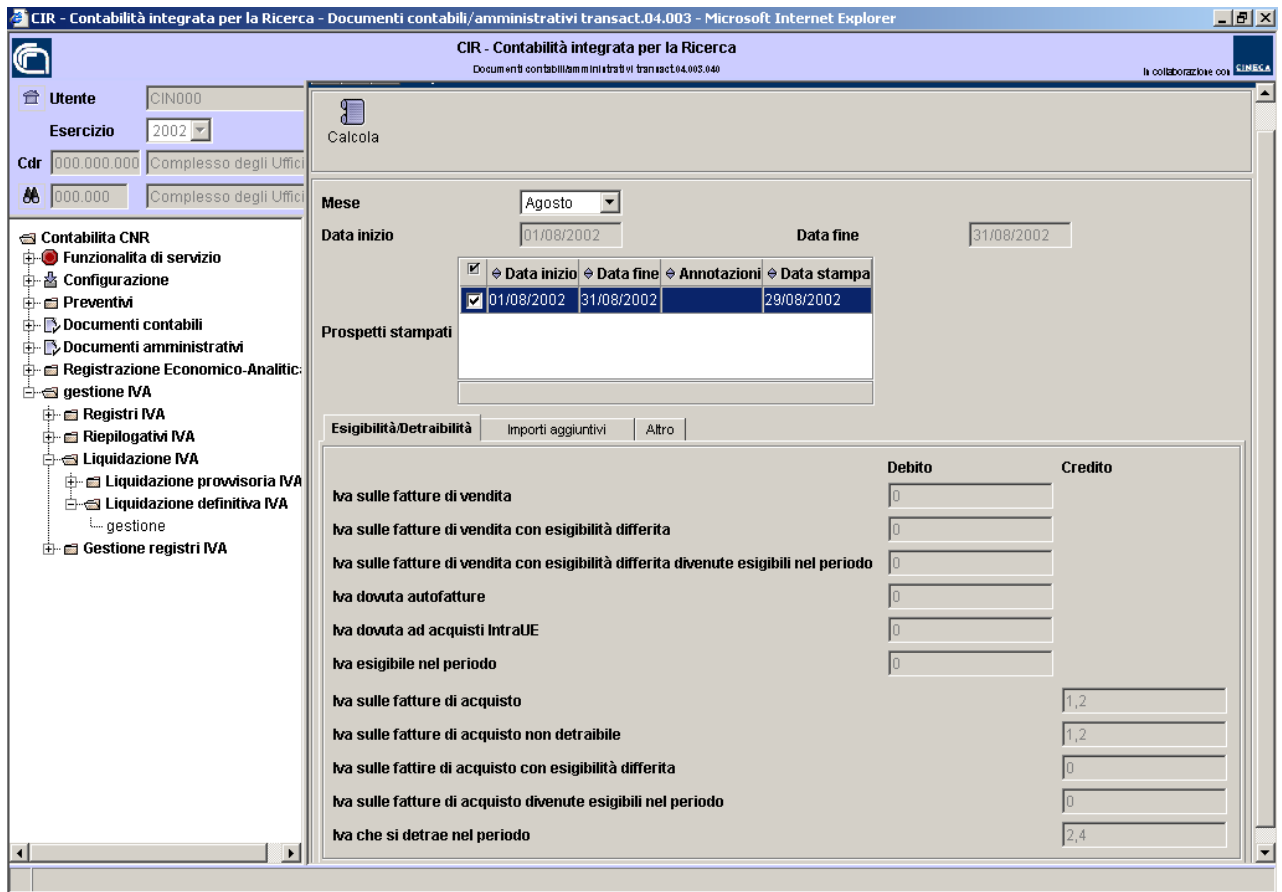 CIR - Contabilità integrata per la Ricerca - Documenti contabili/amministrativi transact.04.003 - Microsoft Internet Explorer
CIR - Contabilità integrata per la Ricerca
Documenti contabili/amministrativi transact.04.003.040
In collaborazione con CINECA
Utente CIN000
Esercizio 2002
Cdr 000.000.000 Complesso degli Uffici
000.000 Complesso degli Uffici
Contabilita CNR
Funzionalita di servizio
Configurazione
Preventivi
Documenti contabili
Documenti amministrativi
Registrazione Economico-Analitic
gestione IVA
Registri IVA
Riepilogativi IVA
Liquidazione IVA
Liquidazione provvisoria IVA
Liquidazione definitiva IVA
gestione
Gestione registri IVA
Calcola
Mese Agosto
Data inizio 01/08/2002 Data fine 31/08/2002
Data inizio Data fine Annotazioni Data stampa
01/08/2002 31/08/2002 29/08/2002
Prospetti stampati
Esigibilità/Detraibilità Importi aggiuntivi Altro
Debito Credito
Iva sulle fatture di vendita 0
Iva sulle fatture di vendita con esigibilità differita 0
Iva sulle fatture di vendita con esigibilità differita divenute esigibili nel periodo 0
Iva dovuta autofatture 0
Iva dovuta ad acquisti IntraUE 0
Iva esigibile nel periodo 0
Iva sulle fatture di acquisto 1,2
Iva sulle fatture di acquisto non detraibile 1,2
Iva sulle fattire di acquisto con esigibilità differita 0
Iva sulle fatture di acquisto divenute esigibili nel periodo 0
Iva che si detrae nel periodo 2,4